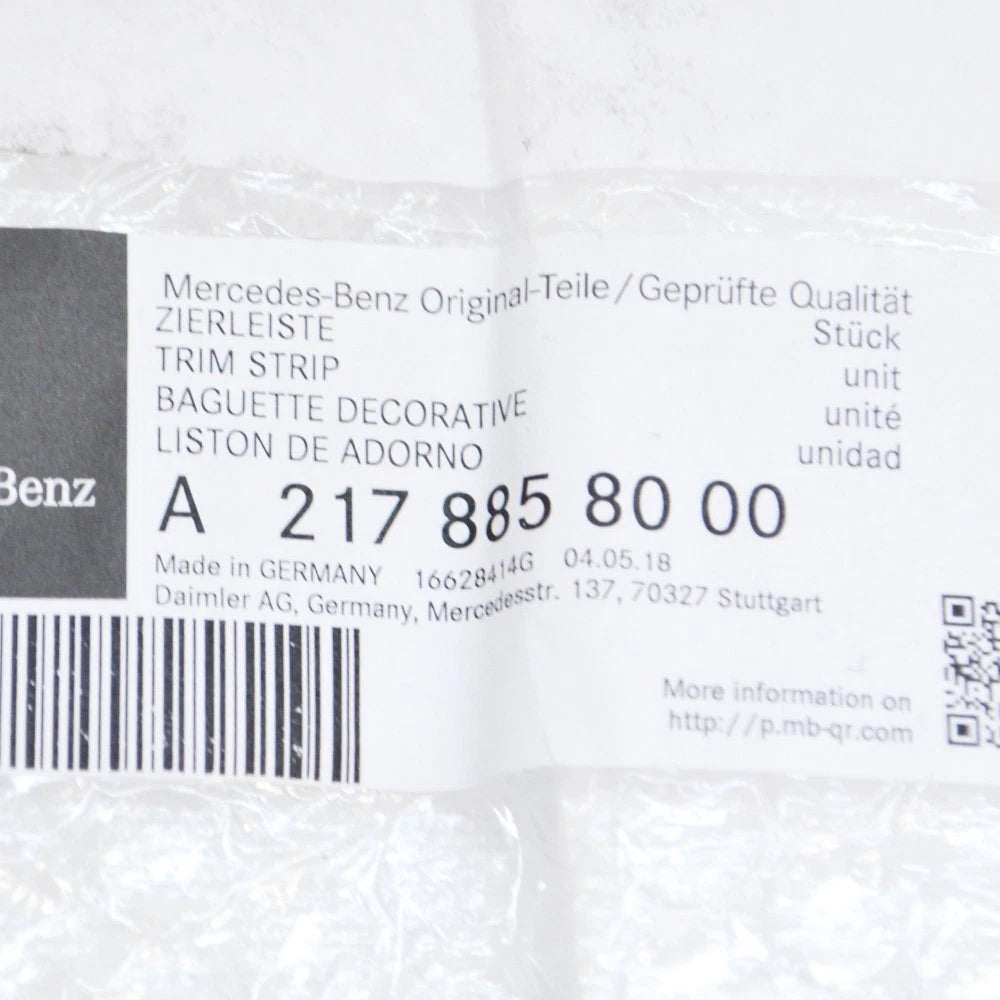 Mercedes-Benz Original-Teile/Geprüfte Qualität
ZIERLEISTE Stück
TRIM STRIP unit
BAGUETTE DECORATIVE unité
LISTON DE ADORNO unidad
Benz
A 217 885 80 00
Made in GERMANY 16628414G 04.05.18
Daimler AG, Germany, Mercedesstr. 137, 70327 Stuttgart
More information on
http://p.mb-qr.com